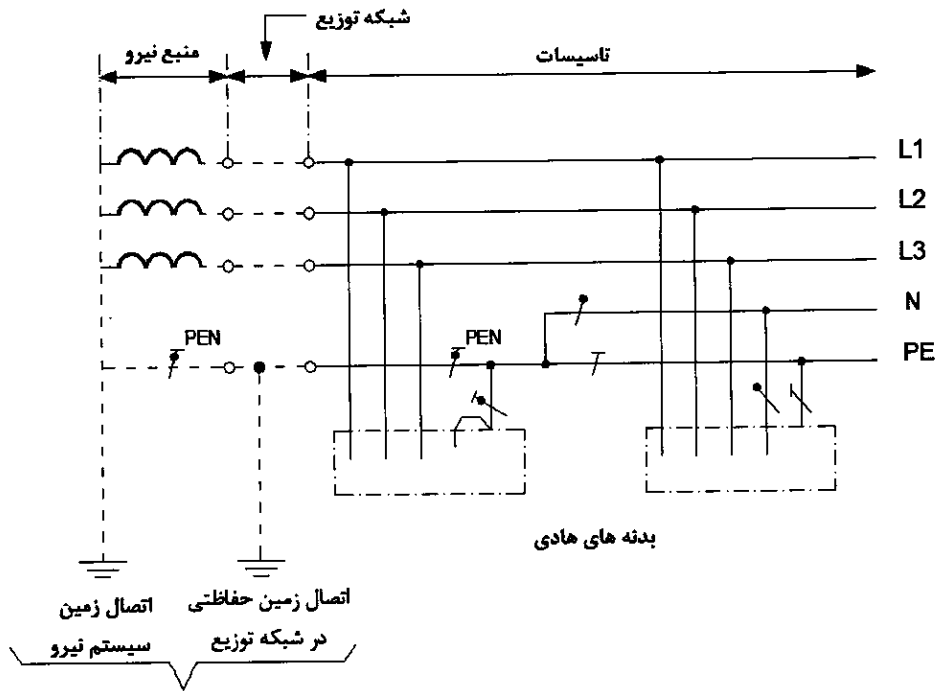 شبکه توزیع
منبع نیرو
تاسیسات
L1
L2
L3
N
PEN
PEN
PE
بدنه های هادی
اتصال زمین حفاظتی
در شبکه توزیع
اتصال زمین
سیستم نیرو